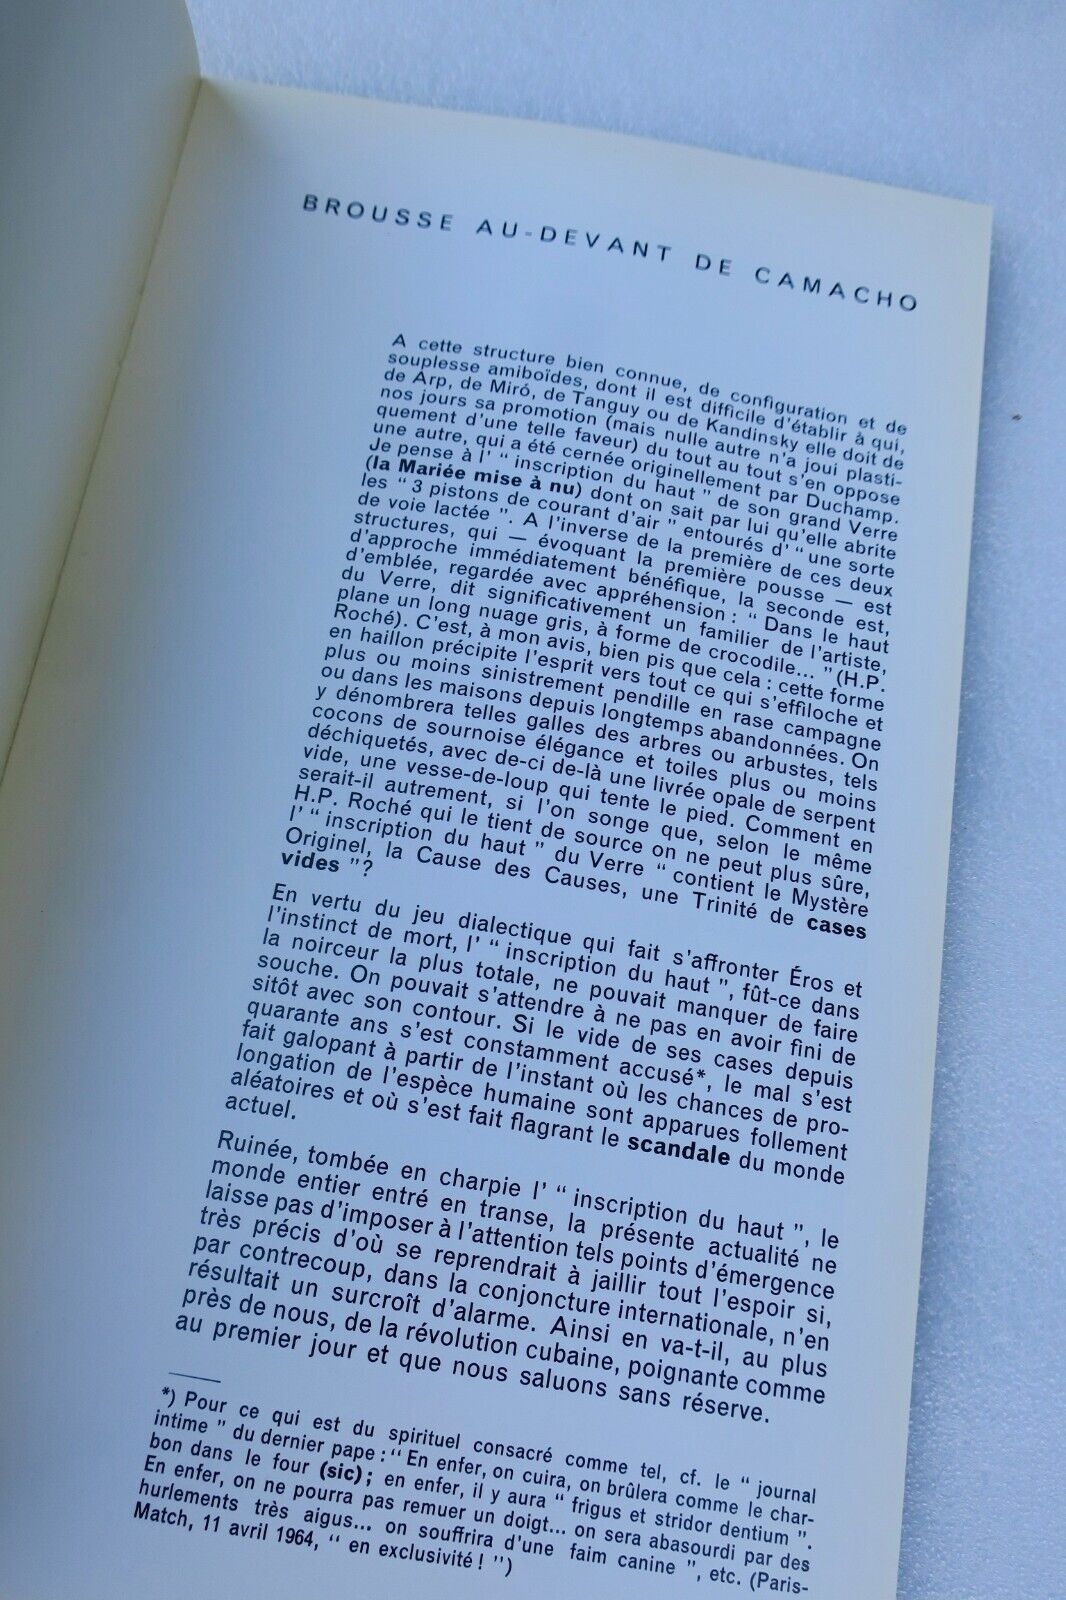 BROUSSE AU-DEVANT DE CAMACHO
A cette structure bien connue, de configuration et de
souplesse amiboïdes, dont il est difficile d'établir à qui,
de Arp, de Miró, de Tanguy ou de Kandinsky elle doit de
nos jours sa promotion (mais nulle autre n'a joui plasti-
quement d'une telle faveur) du tout au tout s'en oppose
une autre, qui a été cernée originellement par Duchamp.
Je pense à l' “ inscription du haut ” de son grand Verre
(la Mariée mise à nu) dont on sait par lui qu'elle abrite
les “ 3 pistons de courant d'air ” entourés d' “ une sorte
de voie lactée ”. A l'inverse de la première de ces deux
structures, qui — évoquant la première pousse — est
d'approche immédiatement bénéfique, la seconde est,
d'emblée, regardée avec appréhension : “ Dans le haut
du Verre, dit significativement un familier de l'artiste,
plane un long nuage gris, à forme de crocodile... ” (H.P.
Roché). C'est, à mon avis, bien pis que cela : cette forme
en haillon précipite l'esprit vers tout ce qui s'effiloche et
plus ou moins sinistrement pendille en rase campagne
ou dans les maisons depuis longtemps abandonnées. On
y dénombrera telles galles des arbres ou arbustes, tels
cocons de sournoise élégance et toiles plus ou moins
déchiquetés, avec de-ci de-là une livrée opale de serpent
vide, une vesse-de-loup qui tente le pied. Comment en
serait-il autrement, si l'on songe que, selon le même
H.P. Roché qui le tient de source on ne peut plus sûre,
l' “ inscription du haut ” du Verre “ contient le Mystère
Originel, la Cause des Causes, une Trinité de cases
vides ”?
En vertu du jeu dialectique qui fait s'affronter Éros et
l'instinct de mort, l' “ inscription du haut ”, fût-ce dans
la noirceur la plus totale, ne pouvait manquer de faire
souche. On pouvait s'attendre à ne pas en avoir fini de
sitôt avec son contour. Si le vide de ses cases depuis
quarante ans s'est constamment accusé*, le mal s'est
fait galopant à partir de l'instant où les chances de pro-
longation de l'espèce humaine sont apparues follement
aléatoires et où s'est fait flagrant le scandale du monde
actuel.
Ruinée, tombée en charpie l' “ inscription du haut ”, le
monde entier entré en transe, la présente actualité ne
laisse pas d'imposer à l'attention tels points d'émergence
très précis d'où se reprendrait à jaillir tout l'espoir si,
par contrecoup, dans la conjoncture internationale, n'en
résultait un surcroît d'alarme. Ainsi en va-t-il, au plus
près de nous, de la révolution cubaine, poignante comme
au premier jour et que nous saluons sans réserve.
*) Pour ce qui est du spirituel consacré comme tel, cf. le “ journal
intime ” du dernier pape : “ En enfer, on cuira, on brûlera comme le char-
bon dans le four (sic) ; en enfer, il y aura “ frigus et stridor dentium ”.
En enfer, on ne pourra pas remuer un doigt... on sera abasourdi par des
hurlements très aigus... on souffrira d'une faim canine ”, etc. (Paris-
Match, 11 avril 1964, “ en exclusivité ! ”)